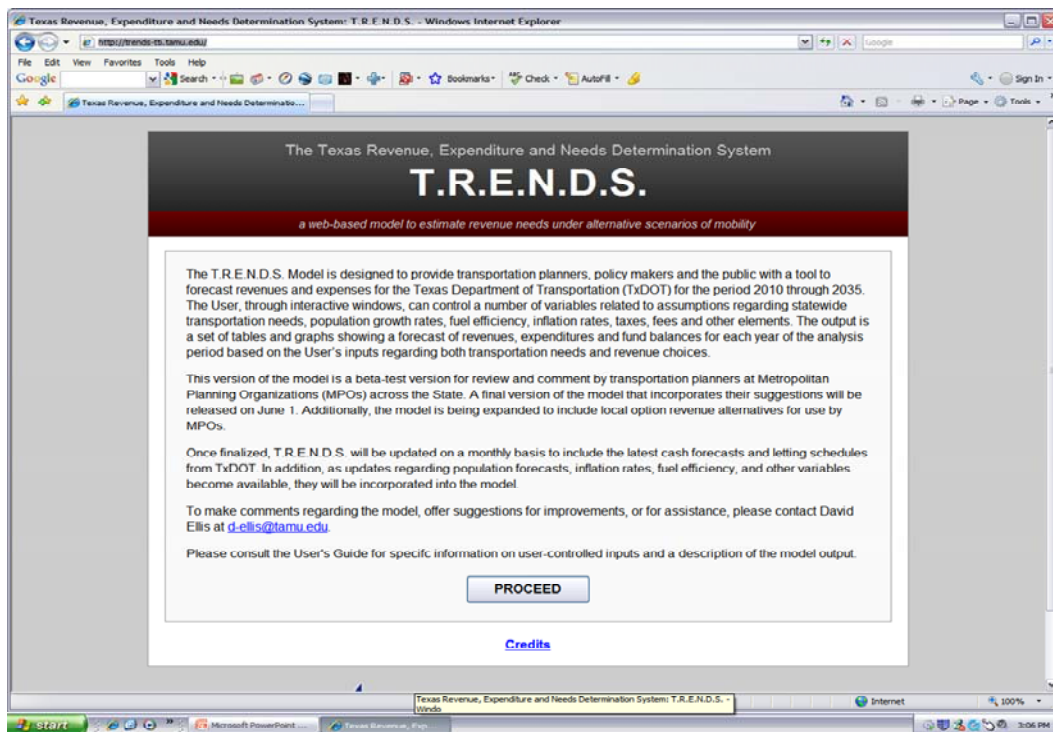 Texas Revenue, Expenditure and Needs Determination System: T.R.E.N.D.S. - Windows Internet Explorer
http://trends-tti.tamu.edu/
Google
File Edit View Favorites Tools Help
Google Search Bookmarks Check AutoFill Sign In
Texas Revenue, Expenditure and Needs Determinatio... Page Tools
The Texas Revenue, Expenditure and Needs Determination System
T.R.E.N.D.S.
a web-based model to estimate revenue needs under alternative scenarios of mobility
The T.R.E.N.D.S. Model is designed to provide transportation planners, policy makers and the public with a tool to
forecast revenues and expenses for the Texas Department of Transportation (TxDOT) for the period 2010 through 2035.
The User, through interactive windows, can control a number of variables related to assumptions regarding statewide
transportation needs, population growth rates, fuel efficiency, inflation rates, taxes, fees and other elements. The output is
a set of tables and graphs showing a forecast of revenues, expenditures and fund balances for each year of the analysis
period based on the User's inputs regarding both transportation needs and revenue choices.
This version of the model is a beta-test version for review and comment by transportation planners at Metropolitan
Planning Organizations (MPOs) across the State. A final version of the model that incorporates their suggestions will be
released on June 1. Additionally, the model is being expanded to include local option revenue alternatives for use by
MPOs.
Once finalized, T.R.E.N.D.S. will be updated on a monthly basis to include the latest cash forecasts and letting schedules
from TxDOT. In addition, as updates regarding population forecasts, inflation rates, fuel efficiency, and other variables
become available, they will be incorporated into the model.
To make comments regarding the model, offer suggestions for improvements, or for assistance, please contact David
Ellis at d-ellis@tamu.edu.
Please consult the User's Guide for specifc information on user-controlled inputs and a description of the model output.
PROCEED
Credits
Texas Revenue, Expenditure and Needs Determination System: T.R.E.N.D.S. -
Windo
Internet 100%
start Microsoft PowerPoint ... Texas Revenue, Exp... 3:06 PM